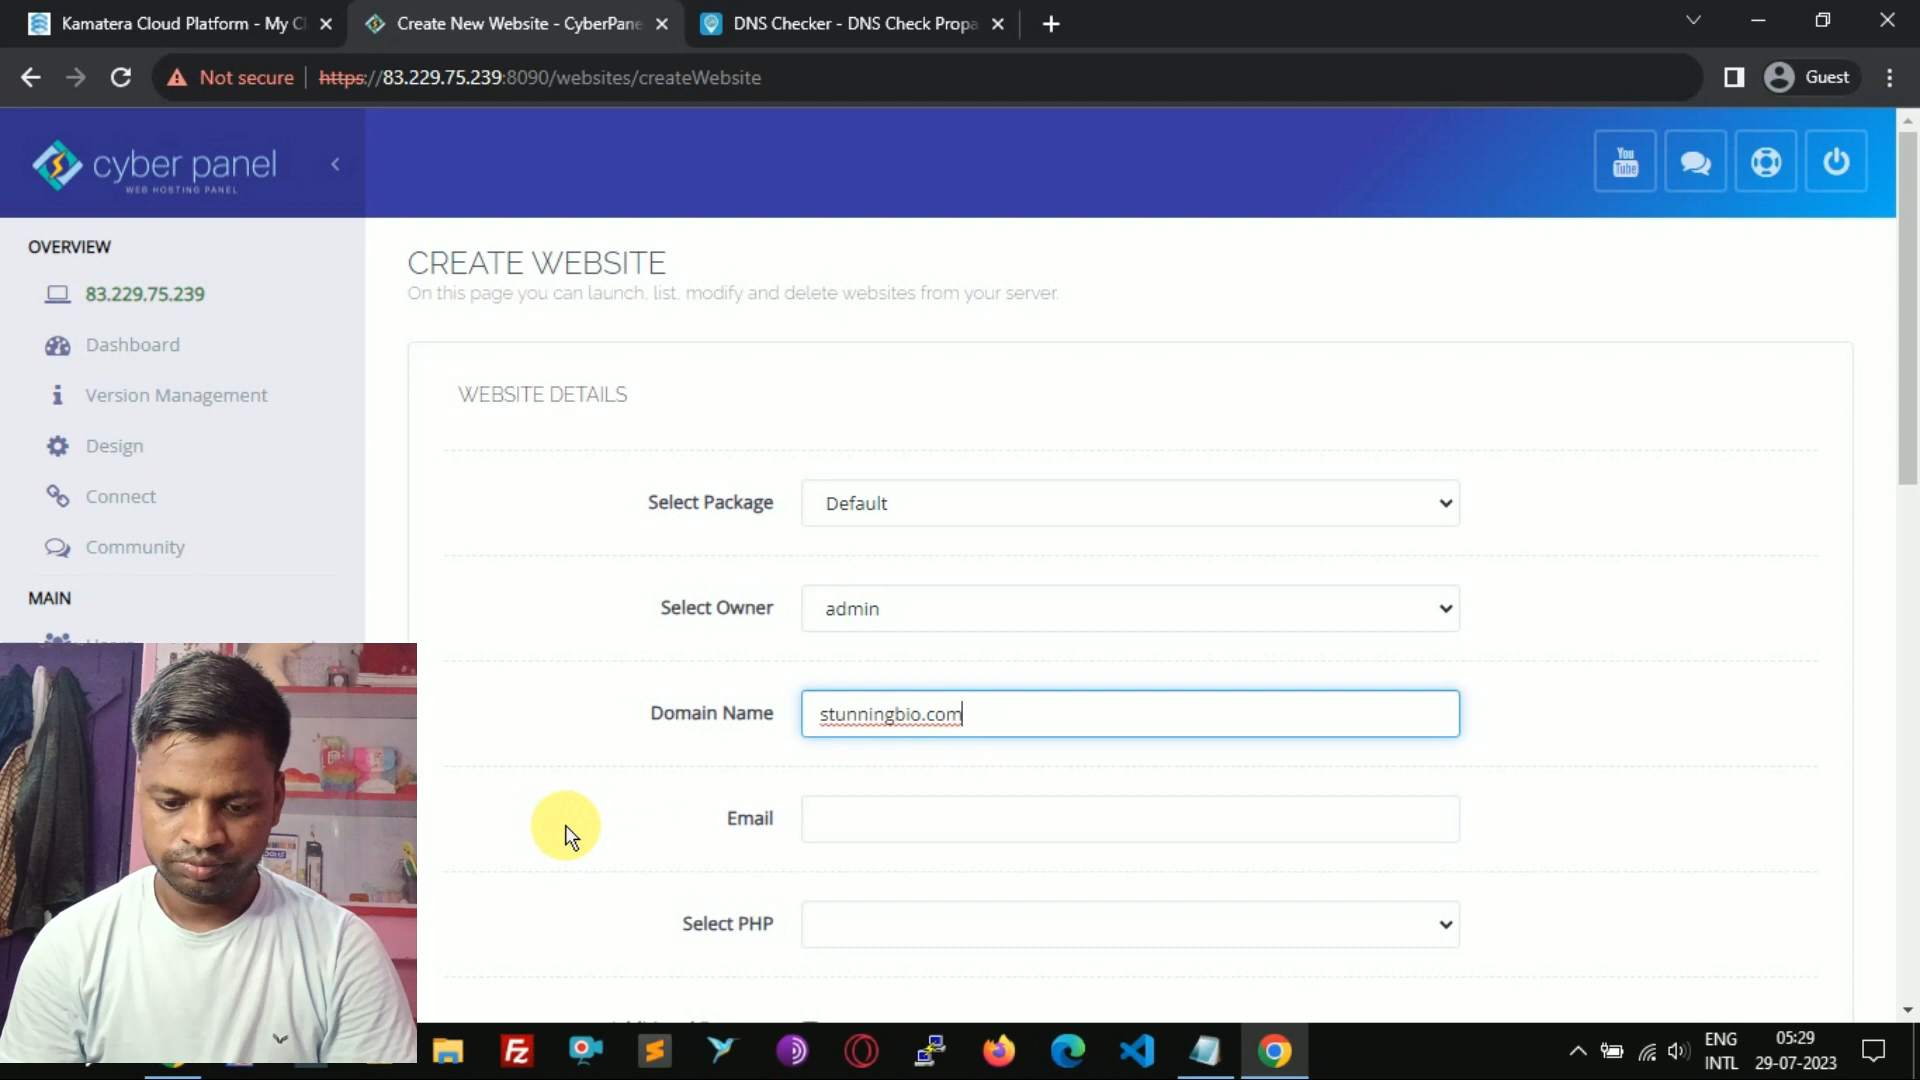 Kamatera Cloud Platform - My C
Create New Website - CyberPane
DNS Checker - DNS Check Propa
Not secure
https://83.229.75.239:8090/websites/createWebsite
Guest
cyber panel
WEB HOSTING PANEL
You
Tube
OVERVIEW
83.229.75.239
Dashboard
Version Management
Design
Connect
Community
MAIN
CREATE WEBSITE
On this page you can launch, list, modify and delete websites from your server.
WEBSITE DETAILS
Select Package
Default
Select Owner
admin
Domain Name
stunningbio.com
Email
Select PHP
Fz
ENG
INTL
05:29
29-07-2023